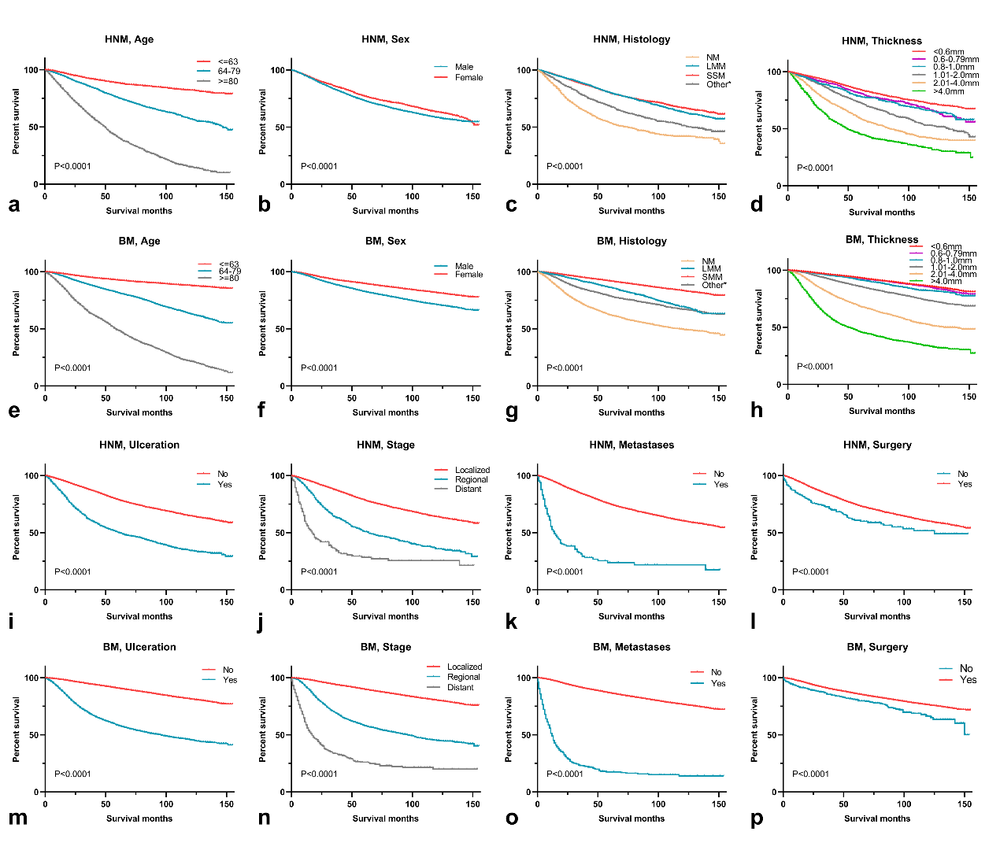 HNM, Age
Percent survival
100
50
0
<=63
64-79
>=80
P<0.0001
0
50
100
150
Survival months
a
HNM, Sex
Percent survival
100
50
0
Male
Female
P<0.0001
0
50
100
150
Survival months
b
HNM, Histology
Percent survival
100
50
0
NM
LMM
SSM
Other*
P<0.0001
0
50
100
150
Survival months
c
HNM, Thickness
Percent survival
100
50
0
<0.6mm
0.6-0.79mm
0.8-1.0mm
1.01-2.0mm
2.01-4.0mm
>4.0mm
P<0.0001
0
50
100
150
Survival months
d
BM, Age
Percent survival
100
50
0
<=63
64-79
>=80
P<0.0001
0
50
100
150
Survival months
e
BM, Sex
Percent survival
100
50
0
Male
Female
P<0.0001
0
50
100
150
Survival months
f
BM, Histology
Percent survival
100
50
0
NM
LMM
SMM
Other*
P<0.0001
0
50
100
150
Survival months
g
BM, Thickness
Percent survival
100
50
0
<0.6mm
0.6-0.79mm
0.8-1.0mm
1.01-2.0mm
2.01-4.0mm
>4.0mm
P<0.0001
0
50
100
150
Survival months
h
HNM, Ulceration
Percent survival
100
50
0
No
Yes
P<0.0001
0
50
100
150
Survival months
i
HNM, Stage
Percent survival
100
50
0
Localized
Regional
Distant
P<0.0001
0
50
100
150
Survival months
j
HNM, Metastases
Percent survival
100
50
0
No
Yes
P<0.0001
0
50
100
150
Survival months
k
HNM, Surgery
Percent survival
100
50
0
No
Yes
P<0.0001
0
50
100
150
Survival months
l
BM, Ulceration
Percent survival
100
50
0
No
Yes
P<0.0001
0
50
100
150
Survival months
m
BM, Stage
Percent survival
100
50
0
Localized
Regional
Distant
P<0.0001
0
50
100
150
Survival months
n
BM, Metastases
Percent survival
100
50
0
No
Yes
P<0.0001
0
50
100
150
Survival months
o
BM, Surgery
Percent survival
100
50
0
No
Yes
P<0.0001
0
50
100
150
Survival months
p